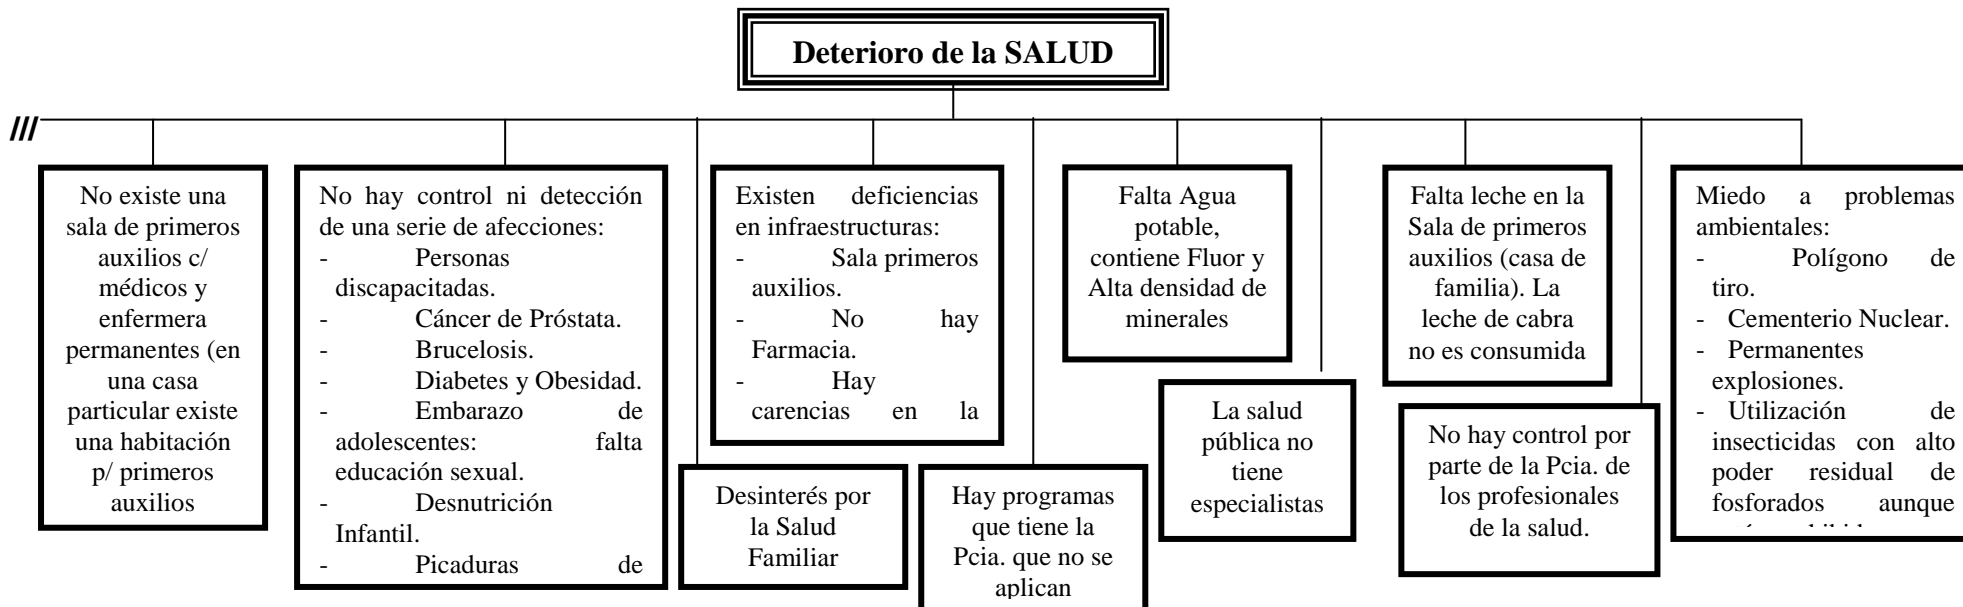 Deterioro de la SALUD
///
No existe una
sala de primeros
auxilios c/
médicos y
enfermera
permanentes (en
una casa
particular existe
una habitación
p/ primeros
auxilios
No hay control ni detección
de una serie de afecciones:
- Personas
discapacitadas.
- Cáncer de Próstata.
- Brucelosis.
- Diabetes y Obesidad.
- Embarazo de
adolescentes: falta
educación sexual.
- Desnutrición
Infantil.
- Picaduras de
Desinterés por
la Salud
Familiar
Existen deficiencias
en infraestructuras:
- Sala primeros
auxilios.
- No hay
Farmacia.
- Hay
carencias en la
Hay programas
que tiene la
Pcia. que no se
aplican
Falta Agua
potable,
contiene Fluor y
Alta densidad de
minerales
La salud
pública no
tiene
especialistas
Falta leche en la
Sala de primeros
auxilios (casa de
familia). La
leche de cabra
no es consumida
No hay control por
parte de la Pcia. de
los profesionales
de la salud.
Miedo a problemas
ambientales:
- Polígono de
tiro.
- Cementerio Nuclear.
- Permanentes
explosiones.
- Utilización de
insecticidas con alto
poder residual de
fosforados aunque